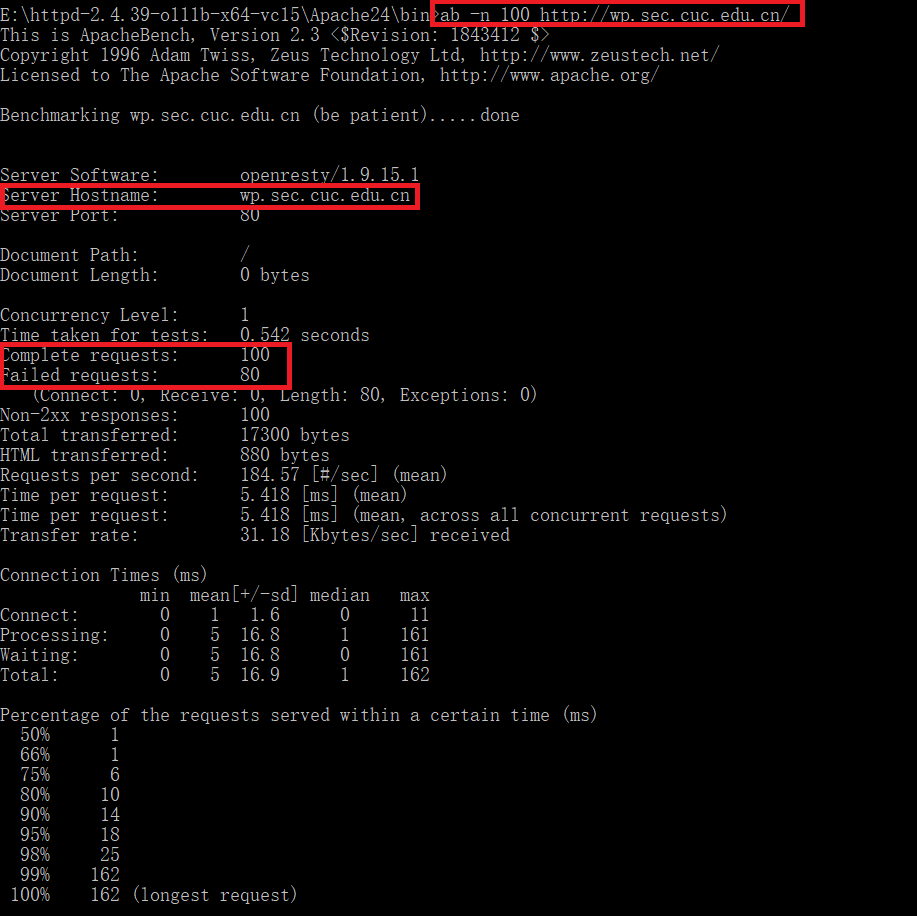 E:\httpd-2.4.39-o111b-x64-vc15\Apache24\bin>ab -n 100 http://wp.sec.cuc.edu.cn/
This is ApacheBench, Version 2.3 <$Revision: 1843412 $>
Copyright 1996 Adam Twiss, Zeus Technology Ltd, http://www.zeustech.net/
Licensed to The Apache Software Foundation, http://www.apache.org/
Benchmarking wp.sec.cuc.edu.cn (be patient).....done
Server Software:        openresty/1.9.15.1
Server Hostname:        wp.sec.cuc.edu.cn
Server Port:            80
Document Path:          /
Document Length:        0 bytes
Concurrency Level:      1
Time taken for tests:   0.542 seconds
Complete requests:      100
Failed requests:        80
   (Connect: 0, Receive: 0, Length: 80, Exceptions: 0)
Non-2xx responses:      100
Total transferred:      17300 bytes
HTML transferred:       880 bytes
Requests per second:    184.57 [#/sec] (mean)
Time per request:       5.418 [ms] (mean)
Time per request:       5.418 [ms] (mean, across all concurrent requests)
Transfer rate:          31.18 [Kbytes/sec] received
Connection Times (ms)
              min  mean[+/-sd] median   max
Connect:        0    1   1.6      0      11
Processing:     0    5  16.8      1     161
Waiting:        0    5  16.8      0     161
Total:          0    5  16.9      1     162
Percentage of the requests served within a certain time (ms)
  50%      1
  66%      1
  75%      6
  80%     10
  90%     14
  95%     18
  98%     25
  99%    162
 100%    162 (longest request)